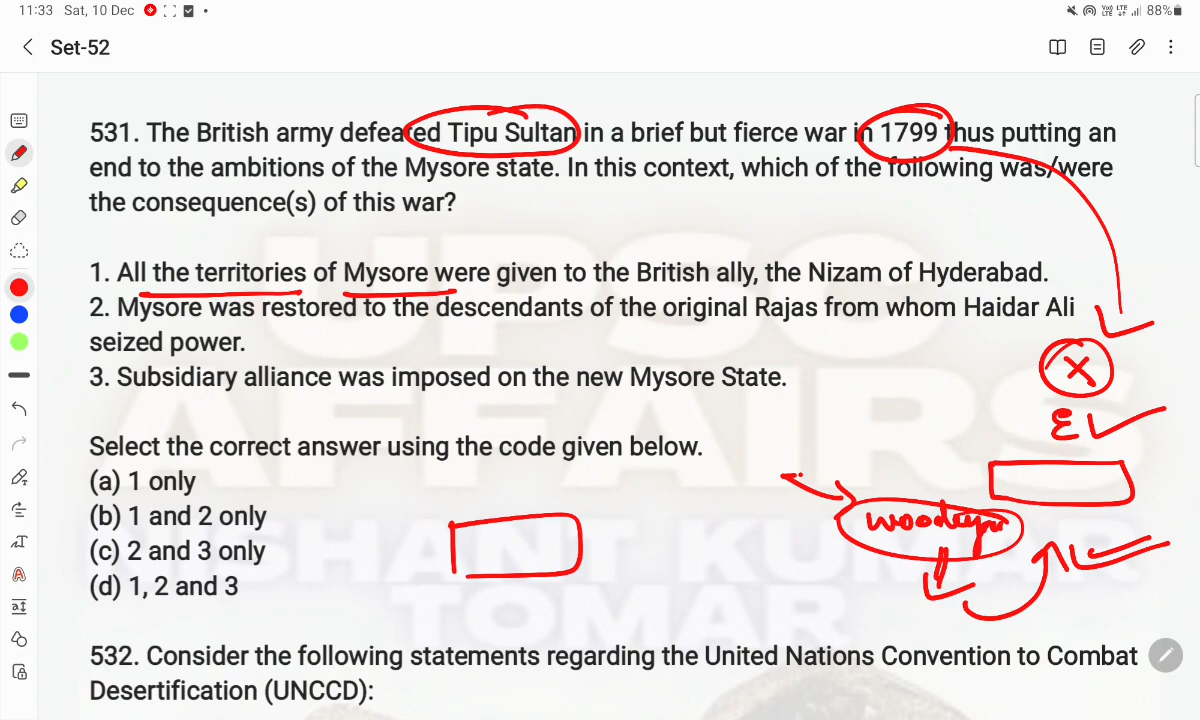 11:33 Sat, 10 Dec
88%
Set-52
531. The British army defeated Tipu Sultan in a brief but fierce war in 1799 thus putting an
end to the ambitions of the Mysore state. In this context, which of the following was/were
the consequence(s) of this war?
1. All the territories of Mysore were given to the British ally, the Nizam of Hyderabad.
2. Mysore was restored to the descendants of the original Rajas from whom Haidar Ali
seized power.
3. Subsidiary alliance was imposed on the new Mysore State.
Select the correct answer using the code given below.
(a) 1 only
(b) 1 and 2 only
(c) 2 and 3 only
(d) 1, 2 and 3
532. Consider the following statements regarding the United Nations Convention to Combat
Desertification (UNCCD):
UPSC
AFFAIRS
NISHANT KUMAR
TOMAR